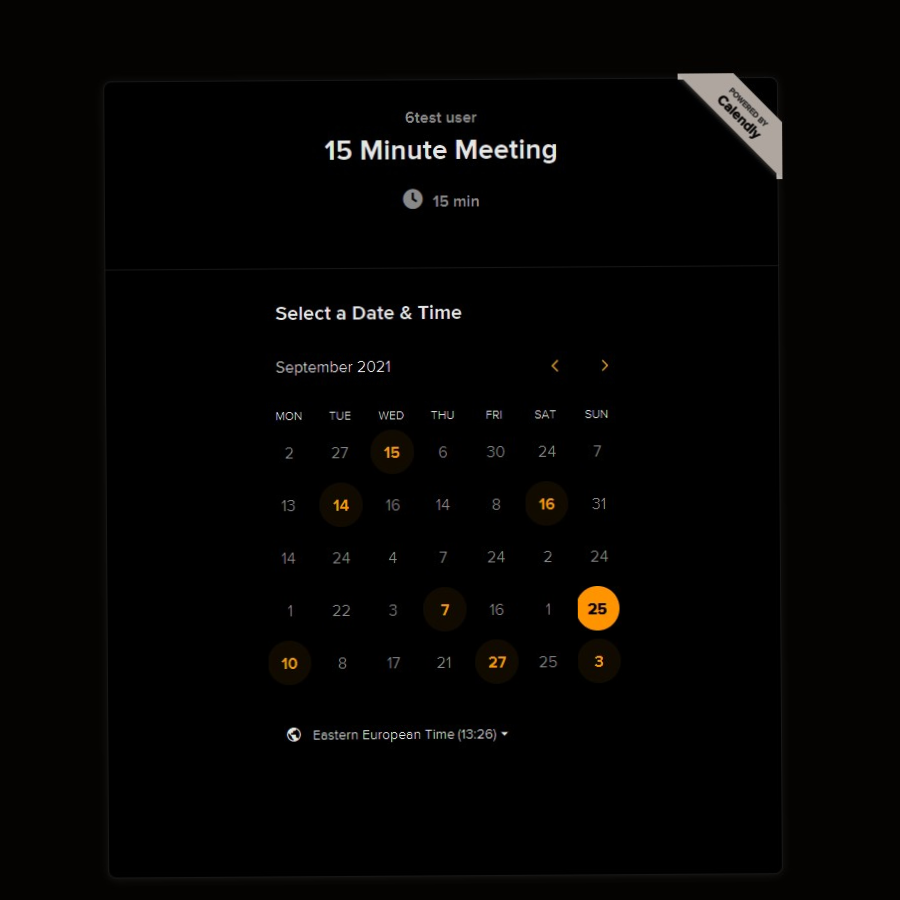 POWERED BY
Calendly
6test user
15 Minute Meeting
15 min
Select a Date & Time
September 2021
MON TUE WED THU FRI SAT SUN
2 27 15 6 30 24 7
13 14 16 14 8 16 31
14 24 4 7 24 2 24
1 22 3 7 16 1 25
10 8 17 21 27 25 3
Eastern European Time (13:26)